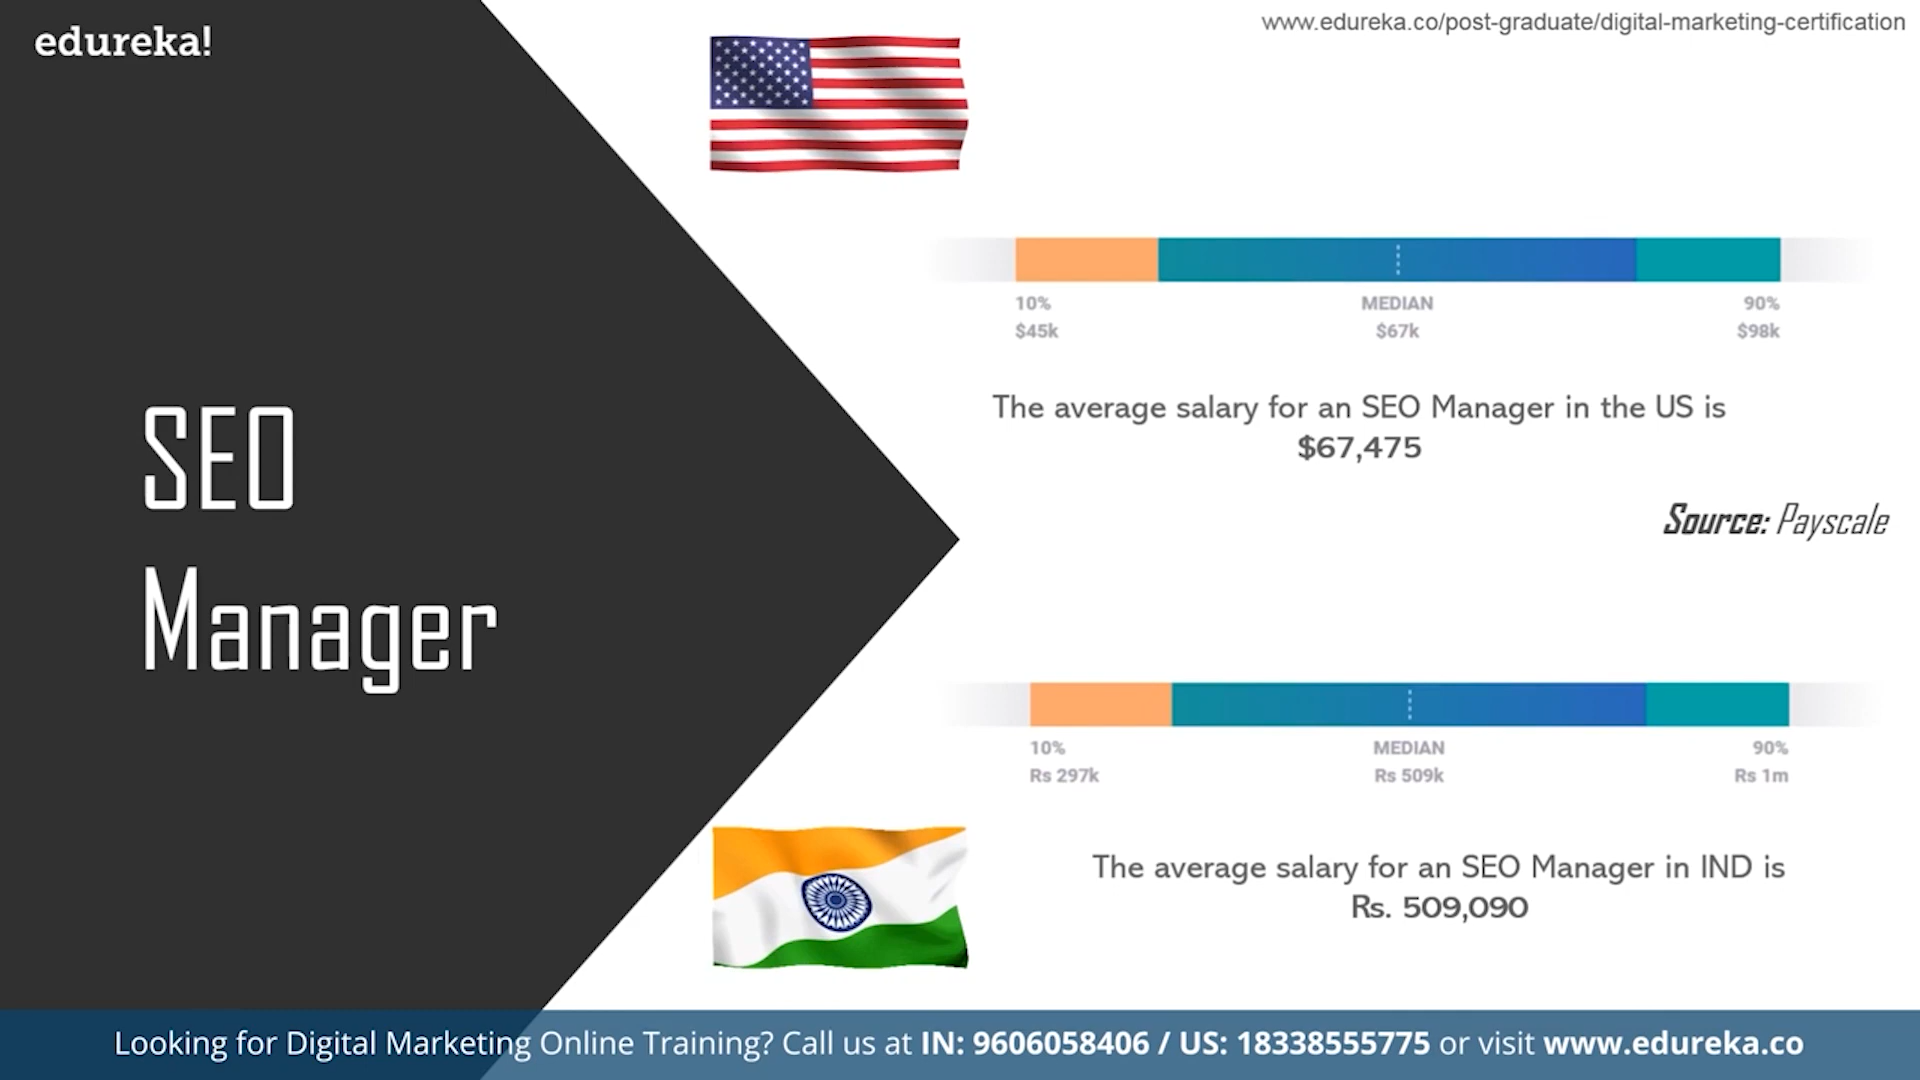 edureka!
www.edureka.co/post-graduate/digital-marketing-certification
SEO
Manager
10% MEDIAN 90%
$45k $67k $98k
The average salary for an SEO Manager in the US is
$67,475
Source: Payscale
10% MEDIAN 90%
Rs 297k Rs 509k Rs 1m
The average salary for an SEO Manager in IND is
Rs. 509,090
Looking for Digital Marketing Online Training? Call us at IN: 9606058406 / US: 18338555775 or visit www.edureka.co